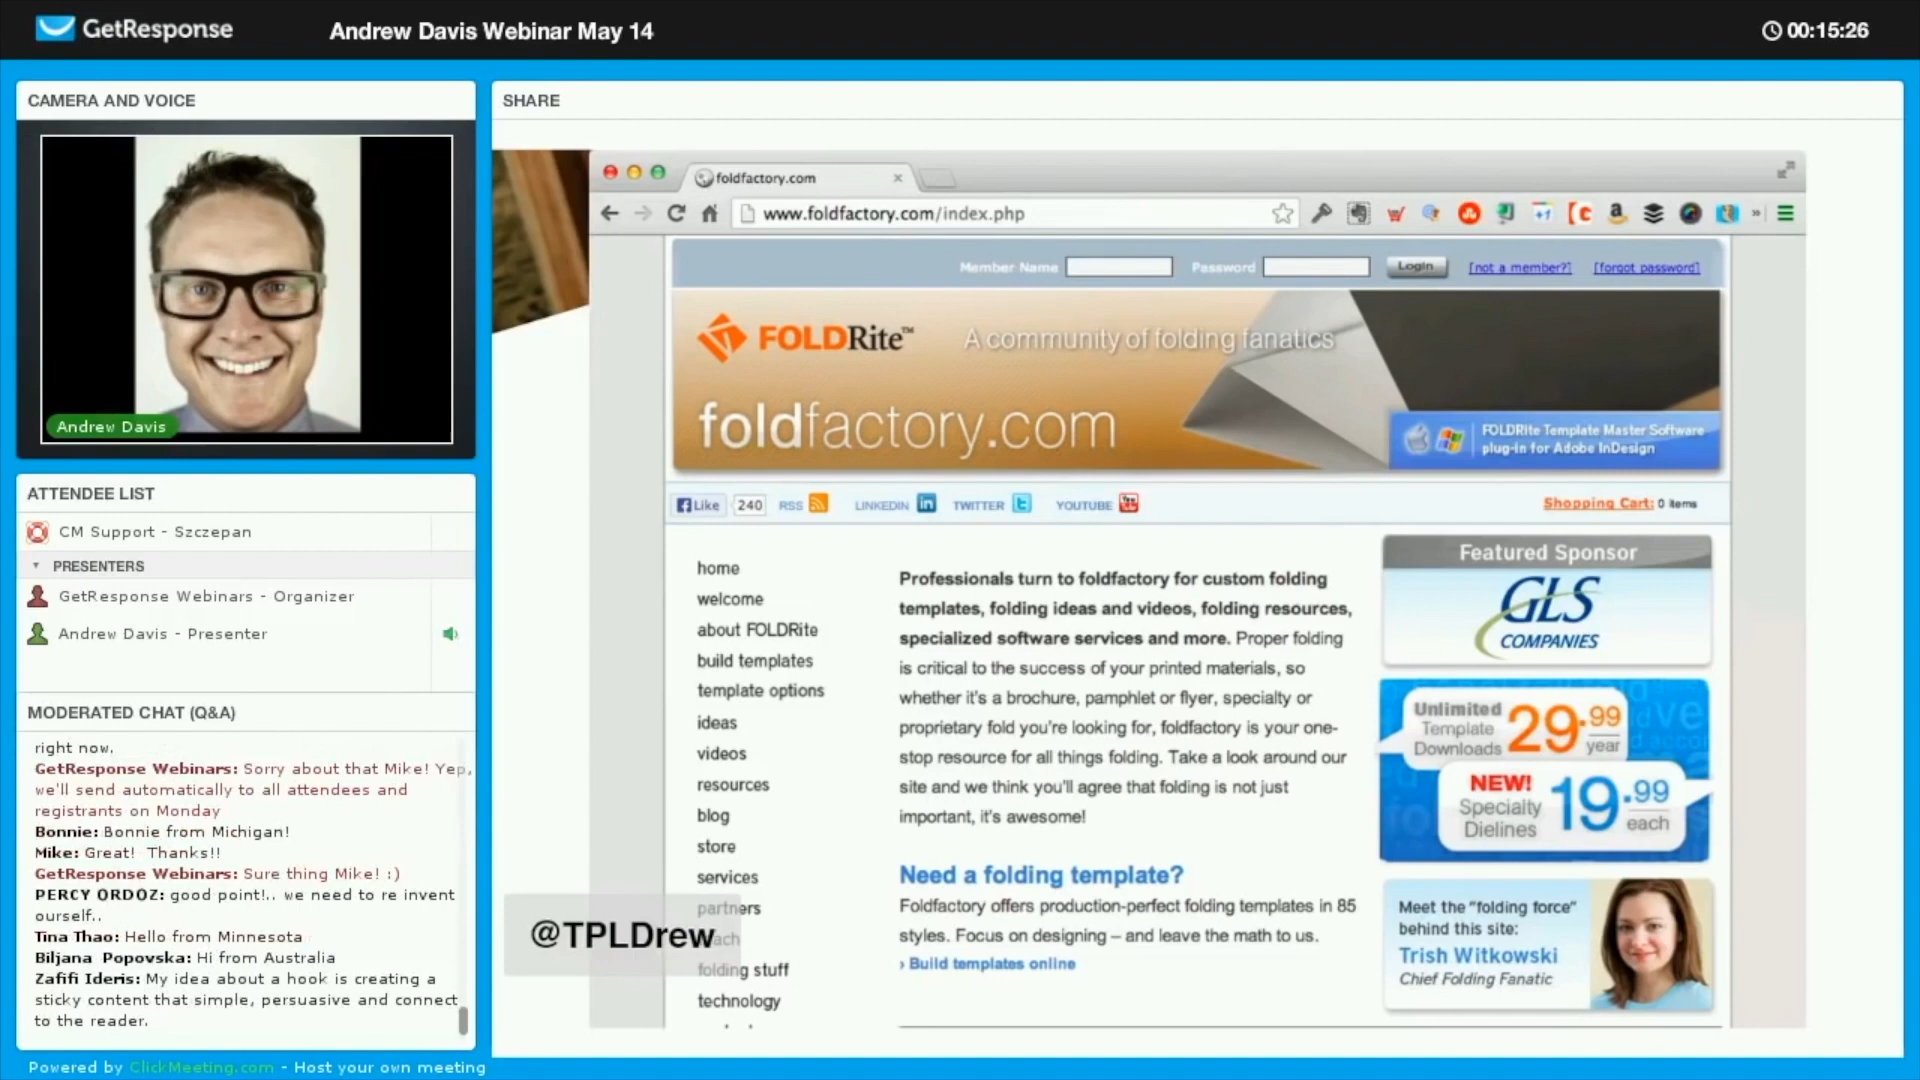 GetResponse
Andrew Davis Webinar May 14
00:15:26
CAMERA AND VOICE
Andrew Davis
ATTENDEE LIST
CM Support - Szczepan
PRESENTERS
GetResponse Webinars - Organizer
Andrew Davis - Presenter
MODERATED CHAT (Q&A)
right now.
GetResponse Webinars: Sorry about that Mike! Yep,
we'll send automatically to all attendees and
registrants on Monday
Bonnie: Bonnie from Michigan!
Mike: Great! Thanks!!
GetResponse Webinars: Sure thing Mike! :)
PERCY ORDOZ: good point!.. we need to re invent
ourself..
Tina Thao: Hello from Minnesota
Biljana Popovska: Hi from Australia
Zafifi Ideris: My idea about a hook is creating a
sticky content that simple, persuasive and connect
to the reader.
Powered by ClickMeeting.com - Host your own meeting
SHARE
foldfactory.com
www.foldfactory.com/index.php
Member Name
Password
Login
[not a member?]
[forgot password]
FOLDRite™
A community of folding fanatics
foldfactory.com
FOLDRite Template Master Software
plug-in for Adobe InDesign
Like 240
RSS
LINKEDIN
TWITTER
YOUTUBE
Shopping Cart: 0 items
home
welcome
about FOLDRite
build templates
template options
ideas
videos
resources
blog
store
services
partners
folding stuff
technology
@TPLDrew
Professionals turn to foldfactory for custom folding
templates, folding ideas and videos, folding resources,
specialized software services and more. Proper folding
is critical to the success of your printed materials, so
whether it's a brochure, pamphlet or flyer, specialty or
proprietary fold you're looking for, foldfactory is your one-
stop resource for all things folding. Take a look around our
site and we think you'll agree that folding is not just
important, it's awesome!
Need a folding template?
Foldfactory offers production-perfect folding templates in 85
styles. Focus on designing – and leave the math to us.
› Build templates online
Featured Sponsor
GLS
COMPANIES
Unlimited
Template
Downloads
29.99
year
NEW!
Specialty
Dielines
19.99
each
Meet the "folding force"
behind this site:
Trish Witkowski
Chief Folding Fanatic